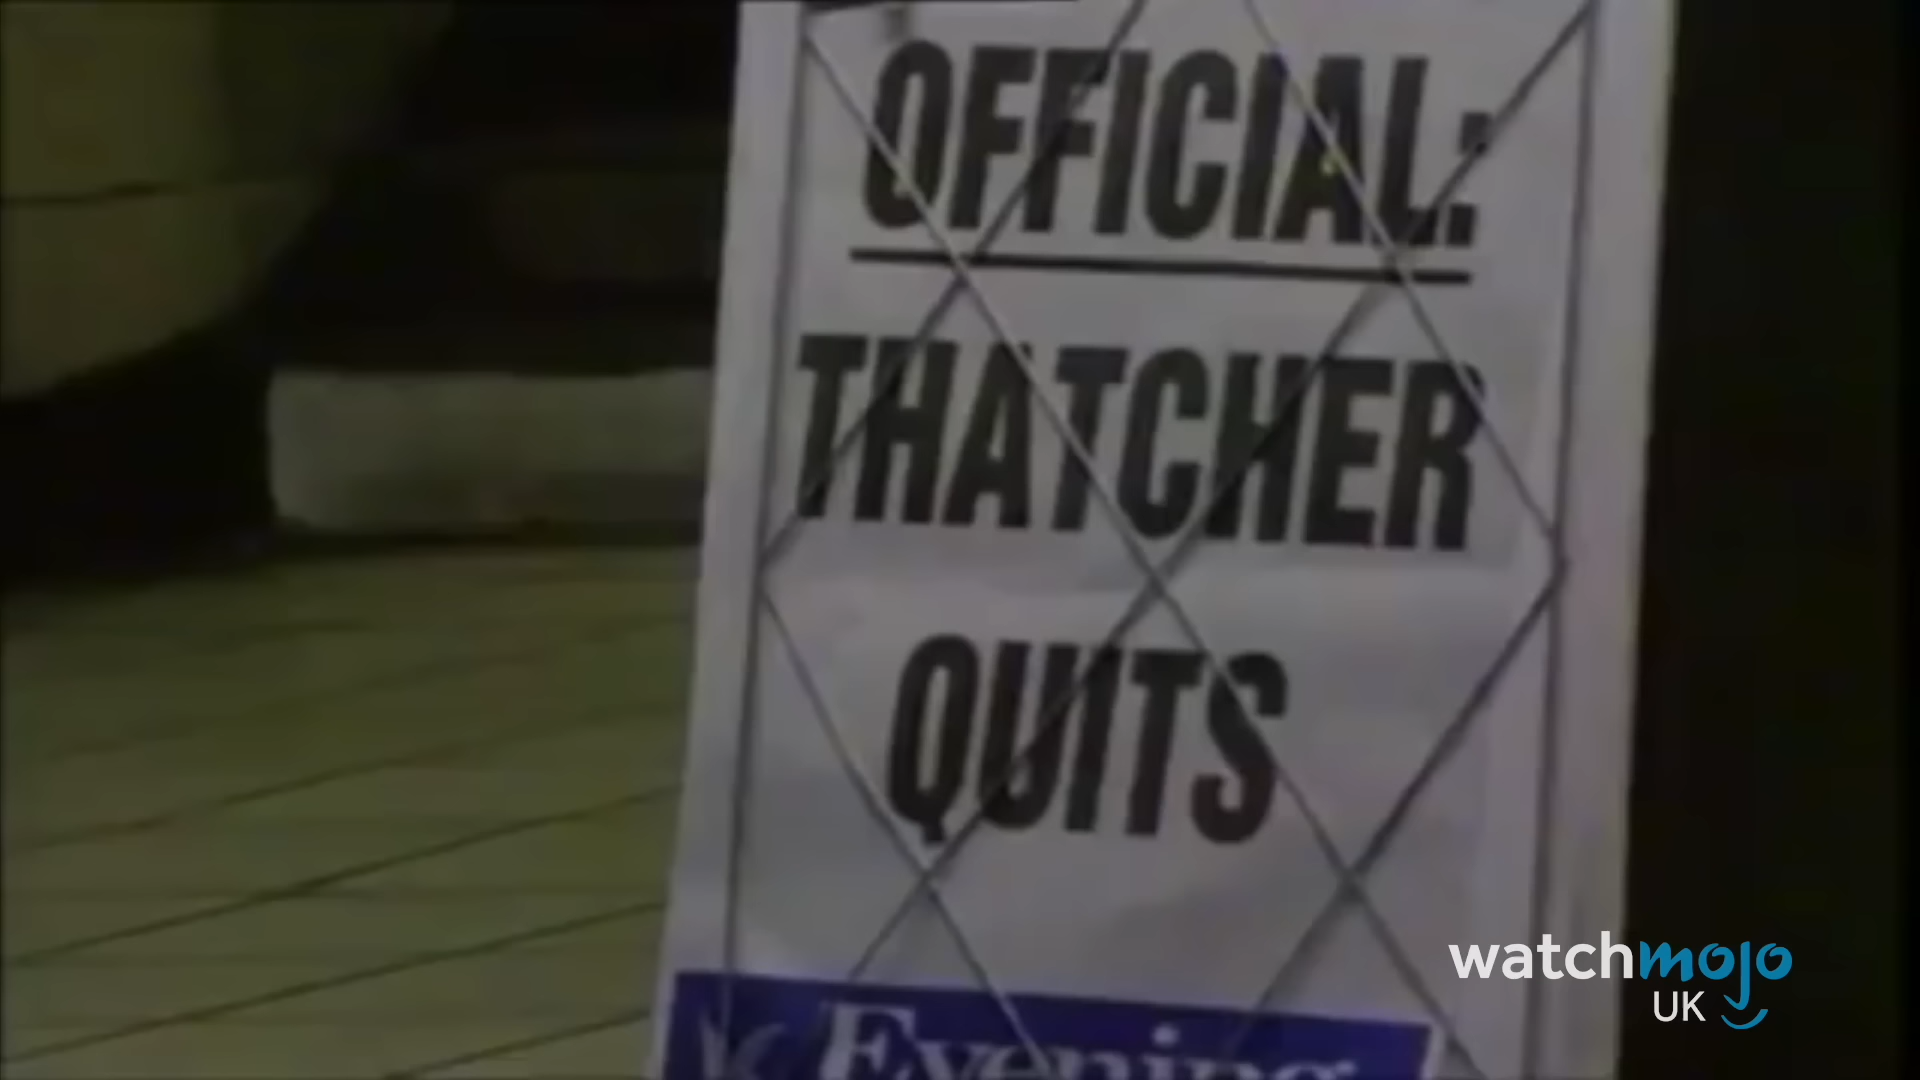 OFFICIAL:
THATCHER
QUITS
Evening
watchmojo
UK